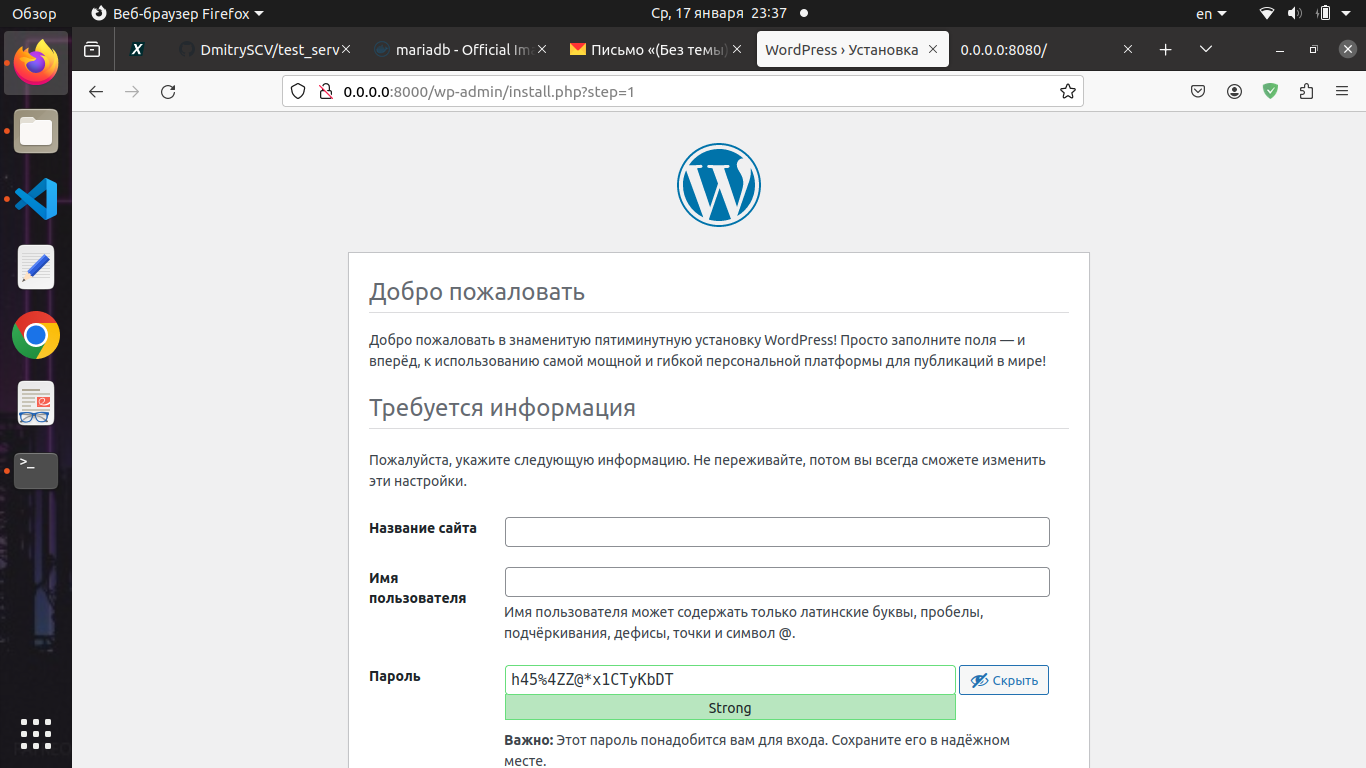 Обзор Веб-браузер Firefox Ср, 17 января 23:37 en
DmitrySCV/test_serv mariadb - Official Im Письмо «(Без темы) WordPress › Установка 0.0.0.0:8080/
0.0.0.0:8000/wp-admin/install.php?step=1
Добро пожаловать
Добро пожаловать в знаменитую пятиминутную установку WordPress! Просто заполните поля — и
вперёд, к использованию самой мощной и гибкой персональной платформы для публикаций в мире!
Требуется информация
Пожалуйста, укажите следующую информацию. Не переживайте, потом вы всегда сможете изменить
эти настройки.
Название сайта
Имя
пользователя
Имя пользователя может содержать только латинские буквы, пробелы,
подчёркивания, дефисы, точки и символ @.
Пароль h45%4ZZ@*x1CTyKbDT Скрыть
Strong
Важно: Этот пароль понадобится вам для входа. Сохраните его в надёжном
месте.